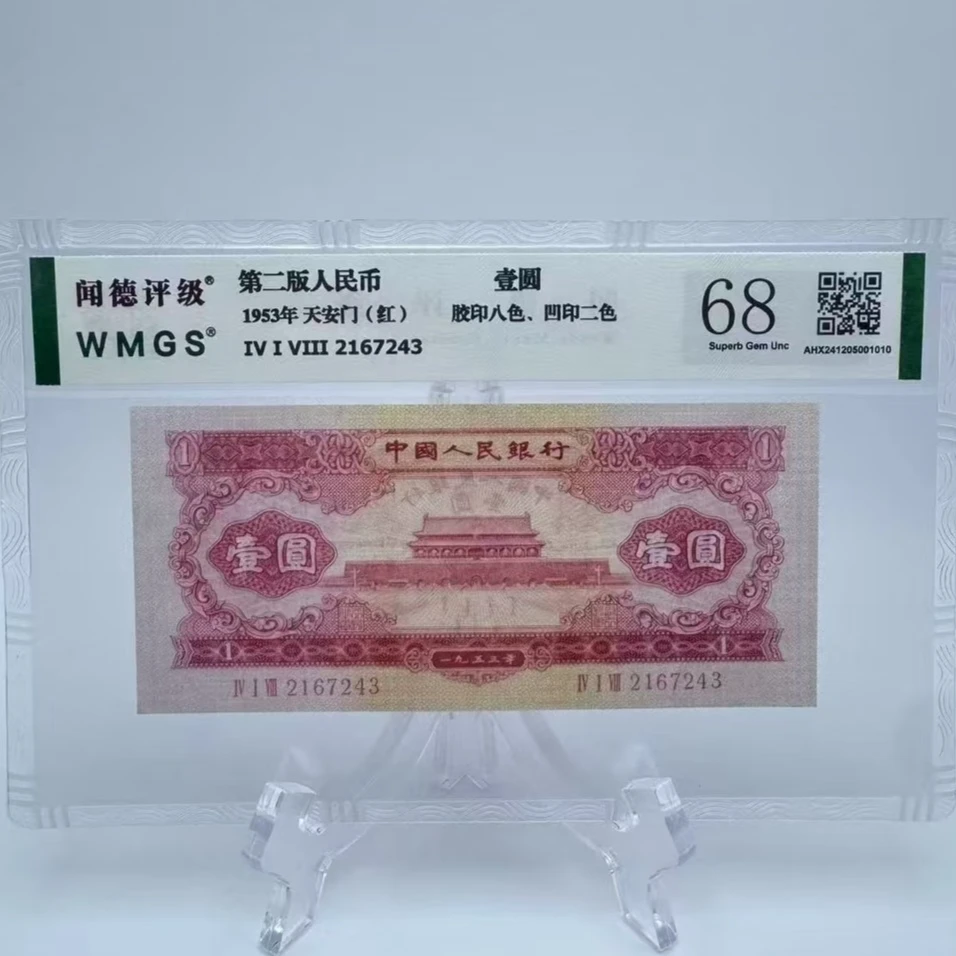 闻德评级®
WMGS®
第二版人民币 壹圆
1953年 天安门（红） 胶印八色、凹印二色
IV I VIII 2167243
68
Superb Gem Unc
AHX241205001010
1 中國人民銀行 1
壹圓 壹圓
1 一九五三年 1
IV I VIII 2167243 IV I VIII 2167243